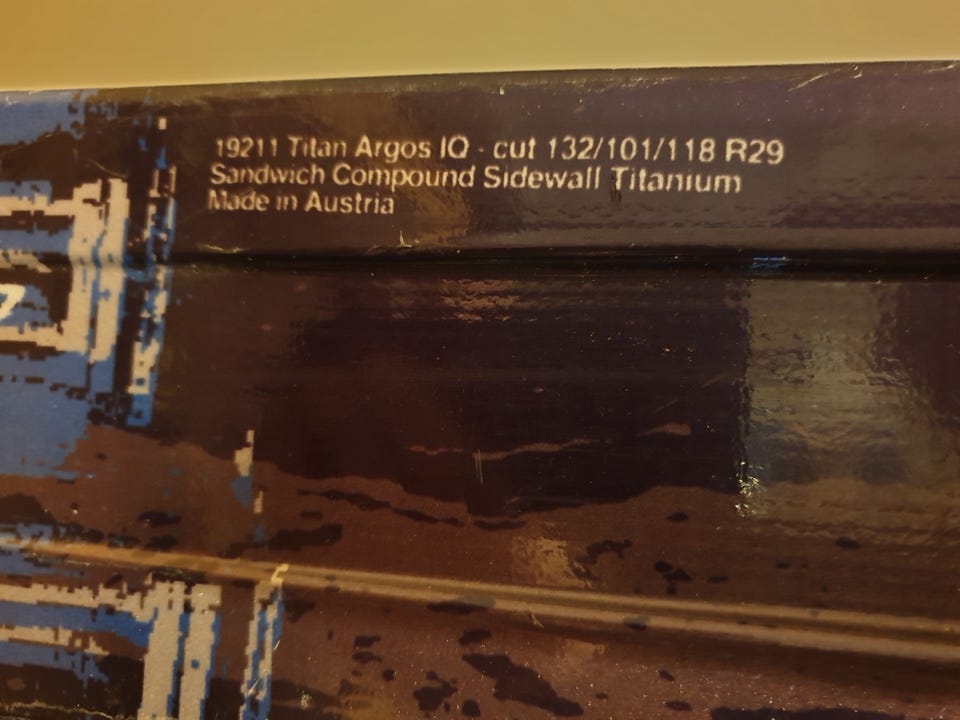 19211 Titan Argos IQ - cut 132/101/118 R29
Sandwich Compound Sidewall Titanium
Made in Austria